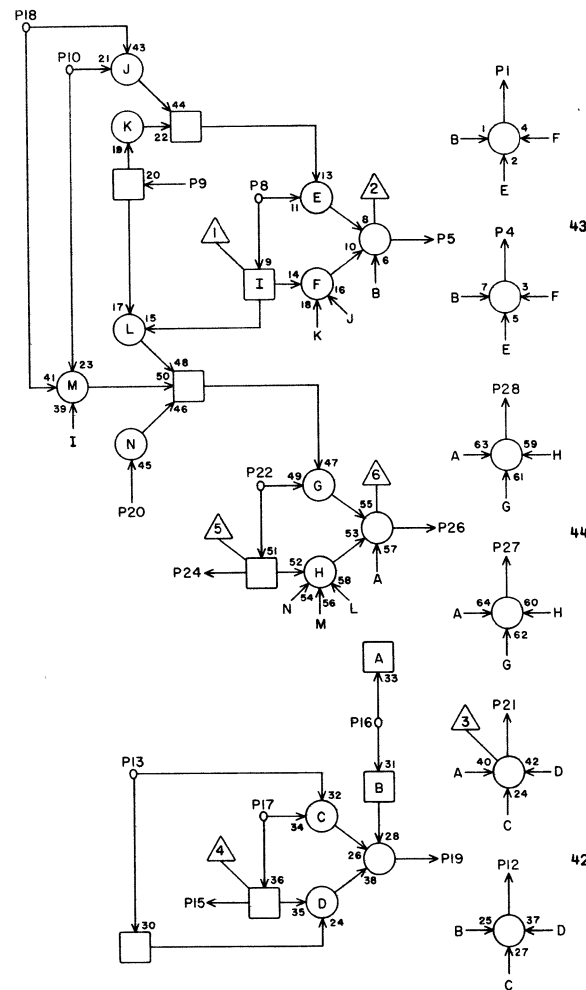 P18
43
P10
21
J
44
K
22
19
P1
1
4
B
F
2
E
20
P9
P8
13
E
11
2
8
10
6
P5
B
43
1
9
I
14
F
16
18
J
K
P4
7
3
B
F
5
E
17
15
L
48
23
50
41
M
39
46
I
N
45
P20
P28
63
59
A
H
61
G
47
P22
49
G
6
55
53
57
P26
A
44
5
51
P24
52
H
58
54
56
N
M
L
P27
64
60
A
H
62
G
A
33
P16
31
B
P21
3
40
42
A
D
24
C
P13
P17
32
C
34
28
26
38
P19
42
4
36
P15
35
D
24
30
P12
25
37
B
D
27
C